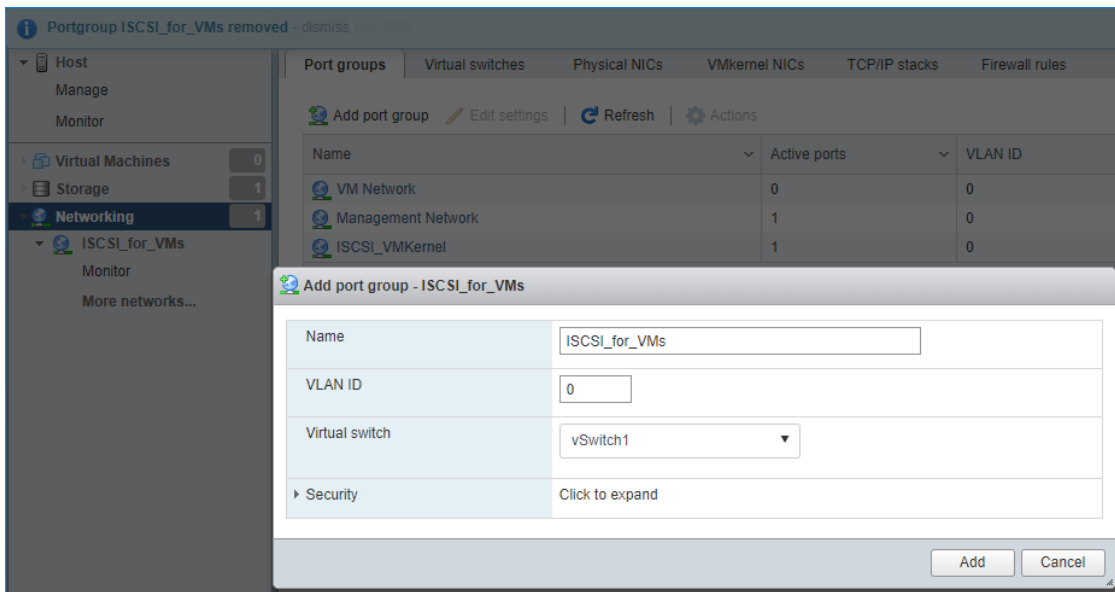 Portgroup ISCSI_for_VMs removed - dismiss
Host
Manage
Monitor
Virtual Machines 0
Storage 1
Networking 1
ISCSI_for_VMs
Monitor
More networks...
Port groups Virtual switches Physical NICs VMkernel NICs TCP/IP stacks Firewall rules
Add port group Edit settings Refresh Actions
Name Active ports VLAN ID
VM Network 0 0
Management Network 1 0
ISCSI_VMKernel 1 0
Add port group - ISCSI_for_VMs
Name ISCSI_for_VMs
VLAN ID 0
Virtual switch vSwitch1
Security Click to expand
Add Cancel